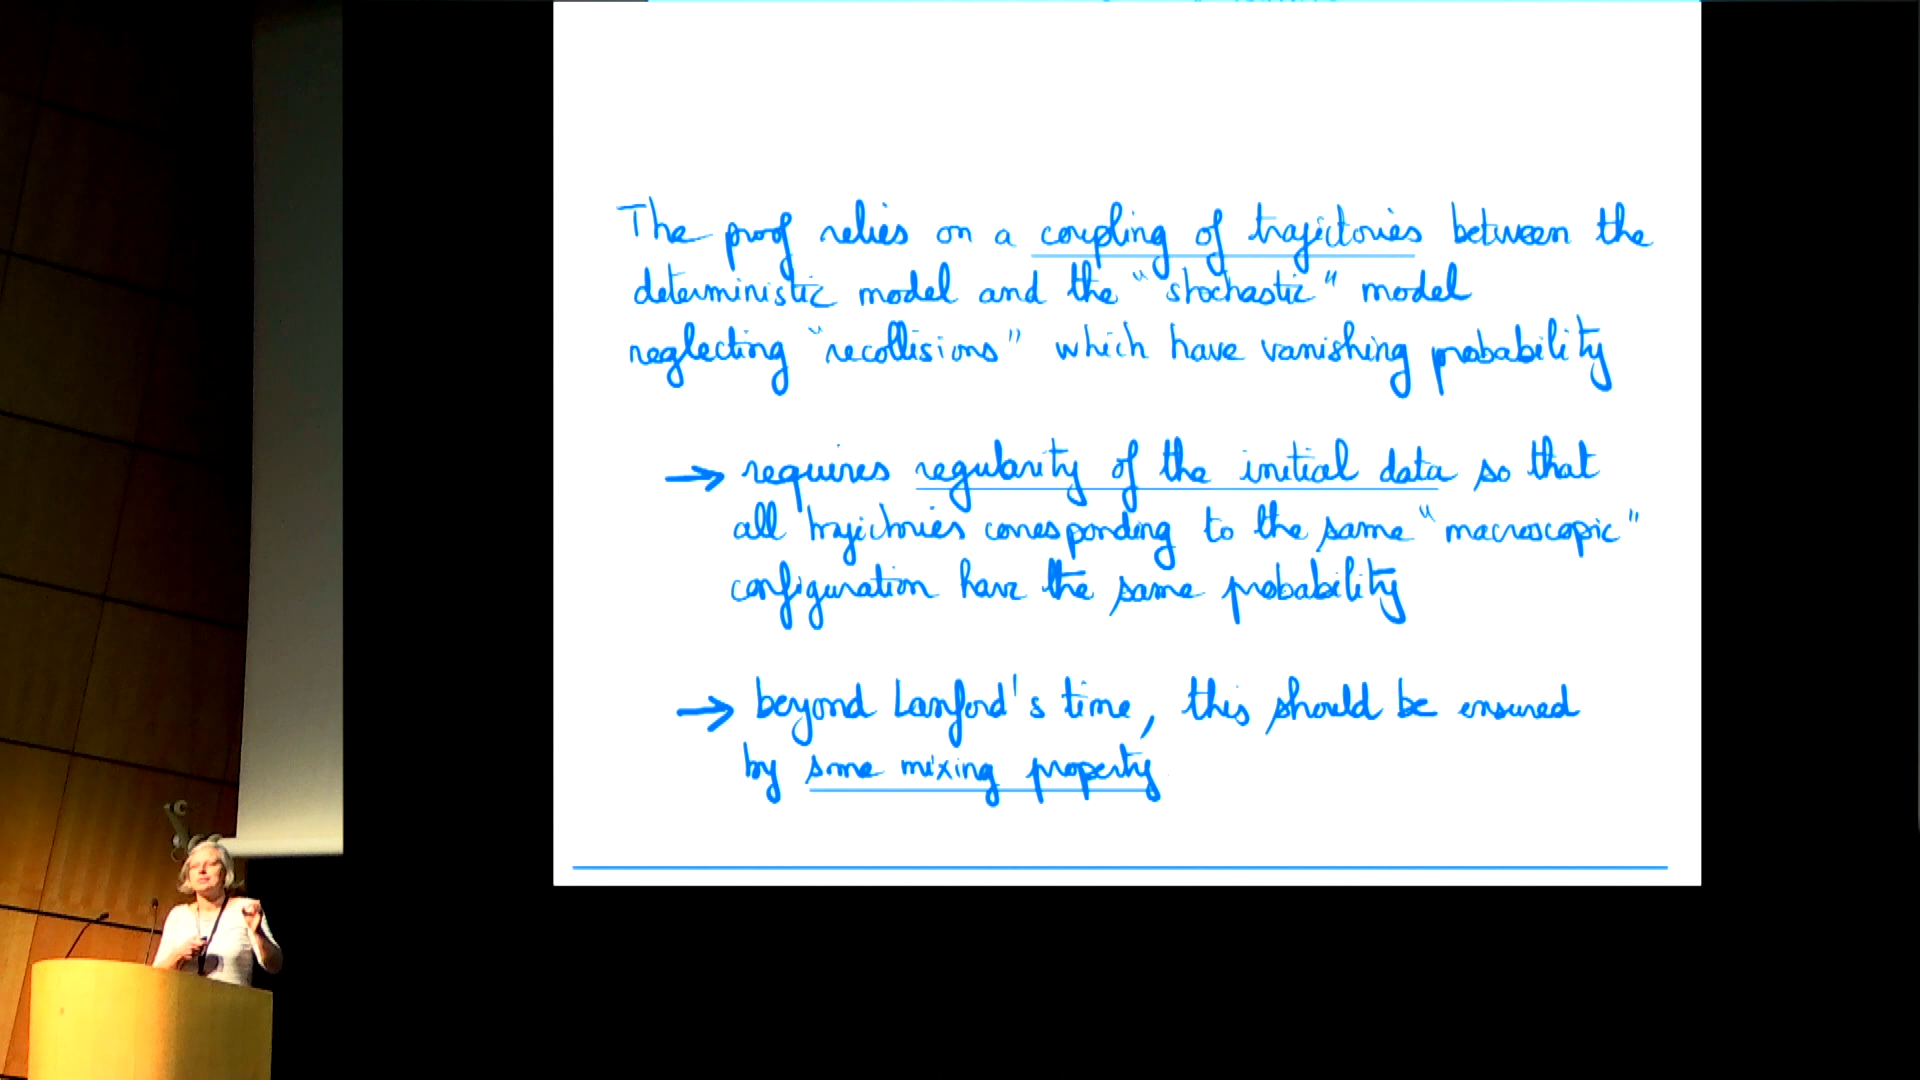 The proof relies on a coupling of trajectories between the
deterministic model and the "stochastic" model
neglecting "recollisions" which have vanishing probability
→ requires regularity of the initial data so that
all trajectories corresponding to the same "macroscopic"
configuration have the same probability
→ beyond Lanford's time, this should be ensured
by some mixing property